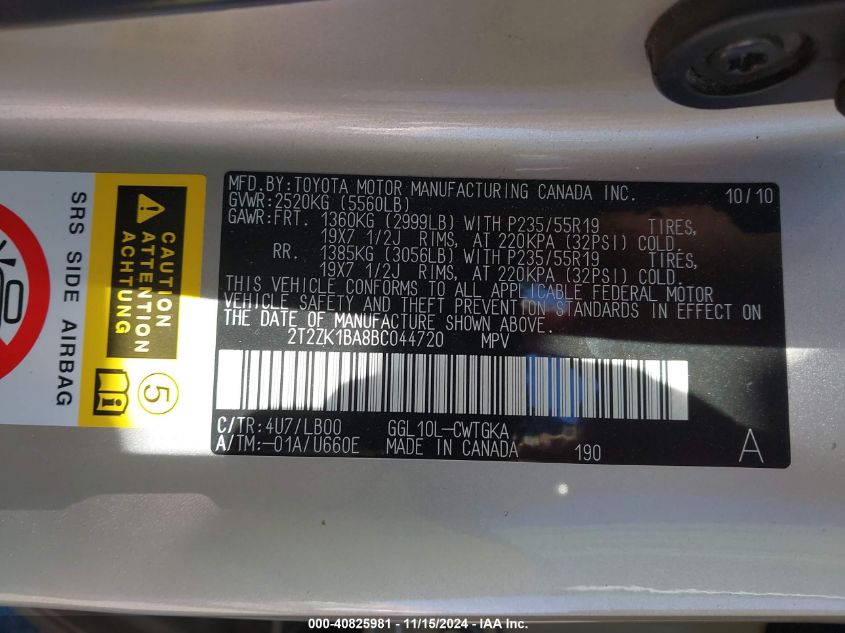 SRS SIDE AIRBAG
CAUTION
ATTENTION
ACHTUNG
5
MFD.BY:TOYOTA MOTOR MANUFACTURING CANADA INC. 10/10
GVWR:2520KG (5560LB)
GAWR:FRT. 1360KG (2999LB) WITH P235/55R19 TIRES,
19X7 1/2J RIMS, AT 220KPA (32PSI) COLD.
RR. 1385KG (3056LB) WITH P235/55R19 TIRES,
19X7 1/2J RIMS, AT 220KPA (32PSI) COLD.
THIS VEHICLE CONFORMS TO ALL APPLICABLE FEDERAL MOTOR
VEHICLE SAFETY AND THEFT PREVENTION STANDARDS IN EFFECT ON
THE DATE OF MANUFACTURE SHOWN ABOVE.
2T2ZK1BA8BC044720 MPV
C/TR:4U7/LB00 GGL10L-CWTGKA
A/TM:-01A/U660E MADE IN CANADA 190 A
000-40825981 - 11/15/2024 - IAA Inc.